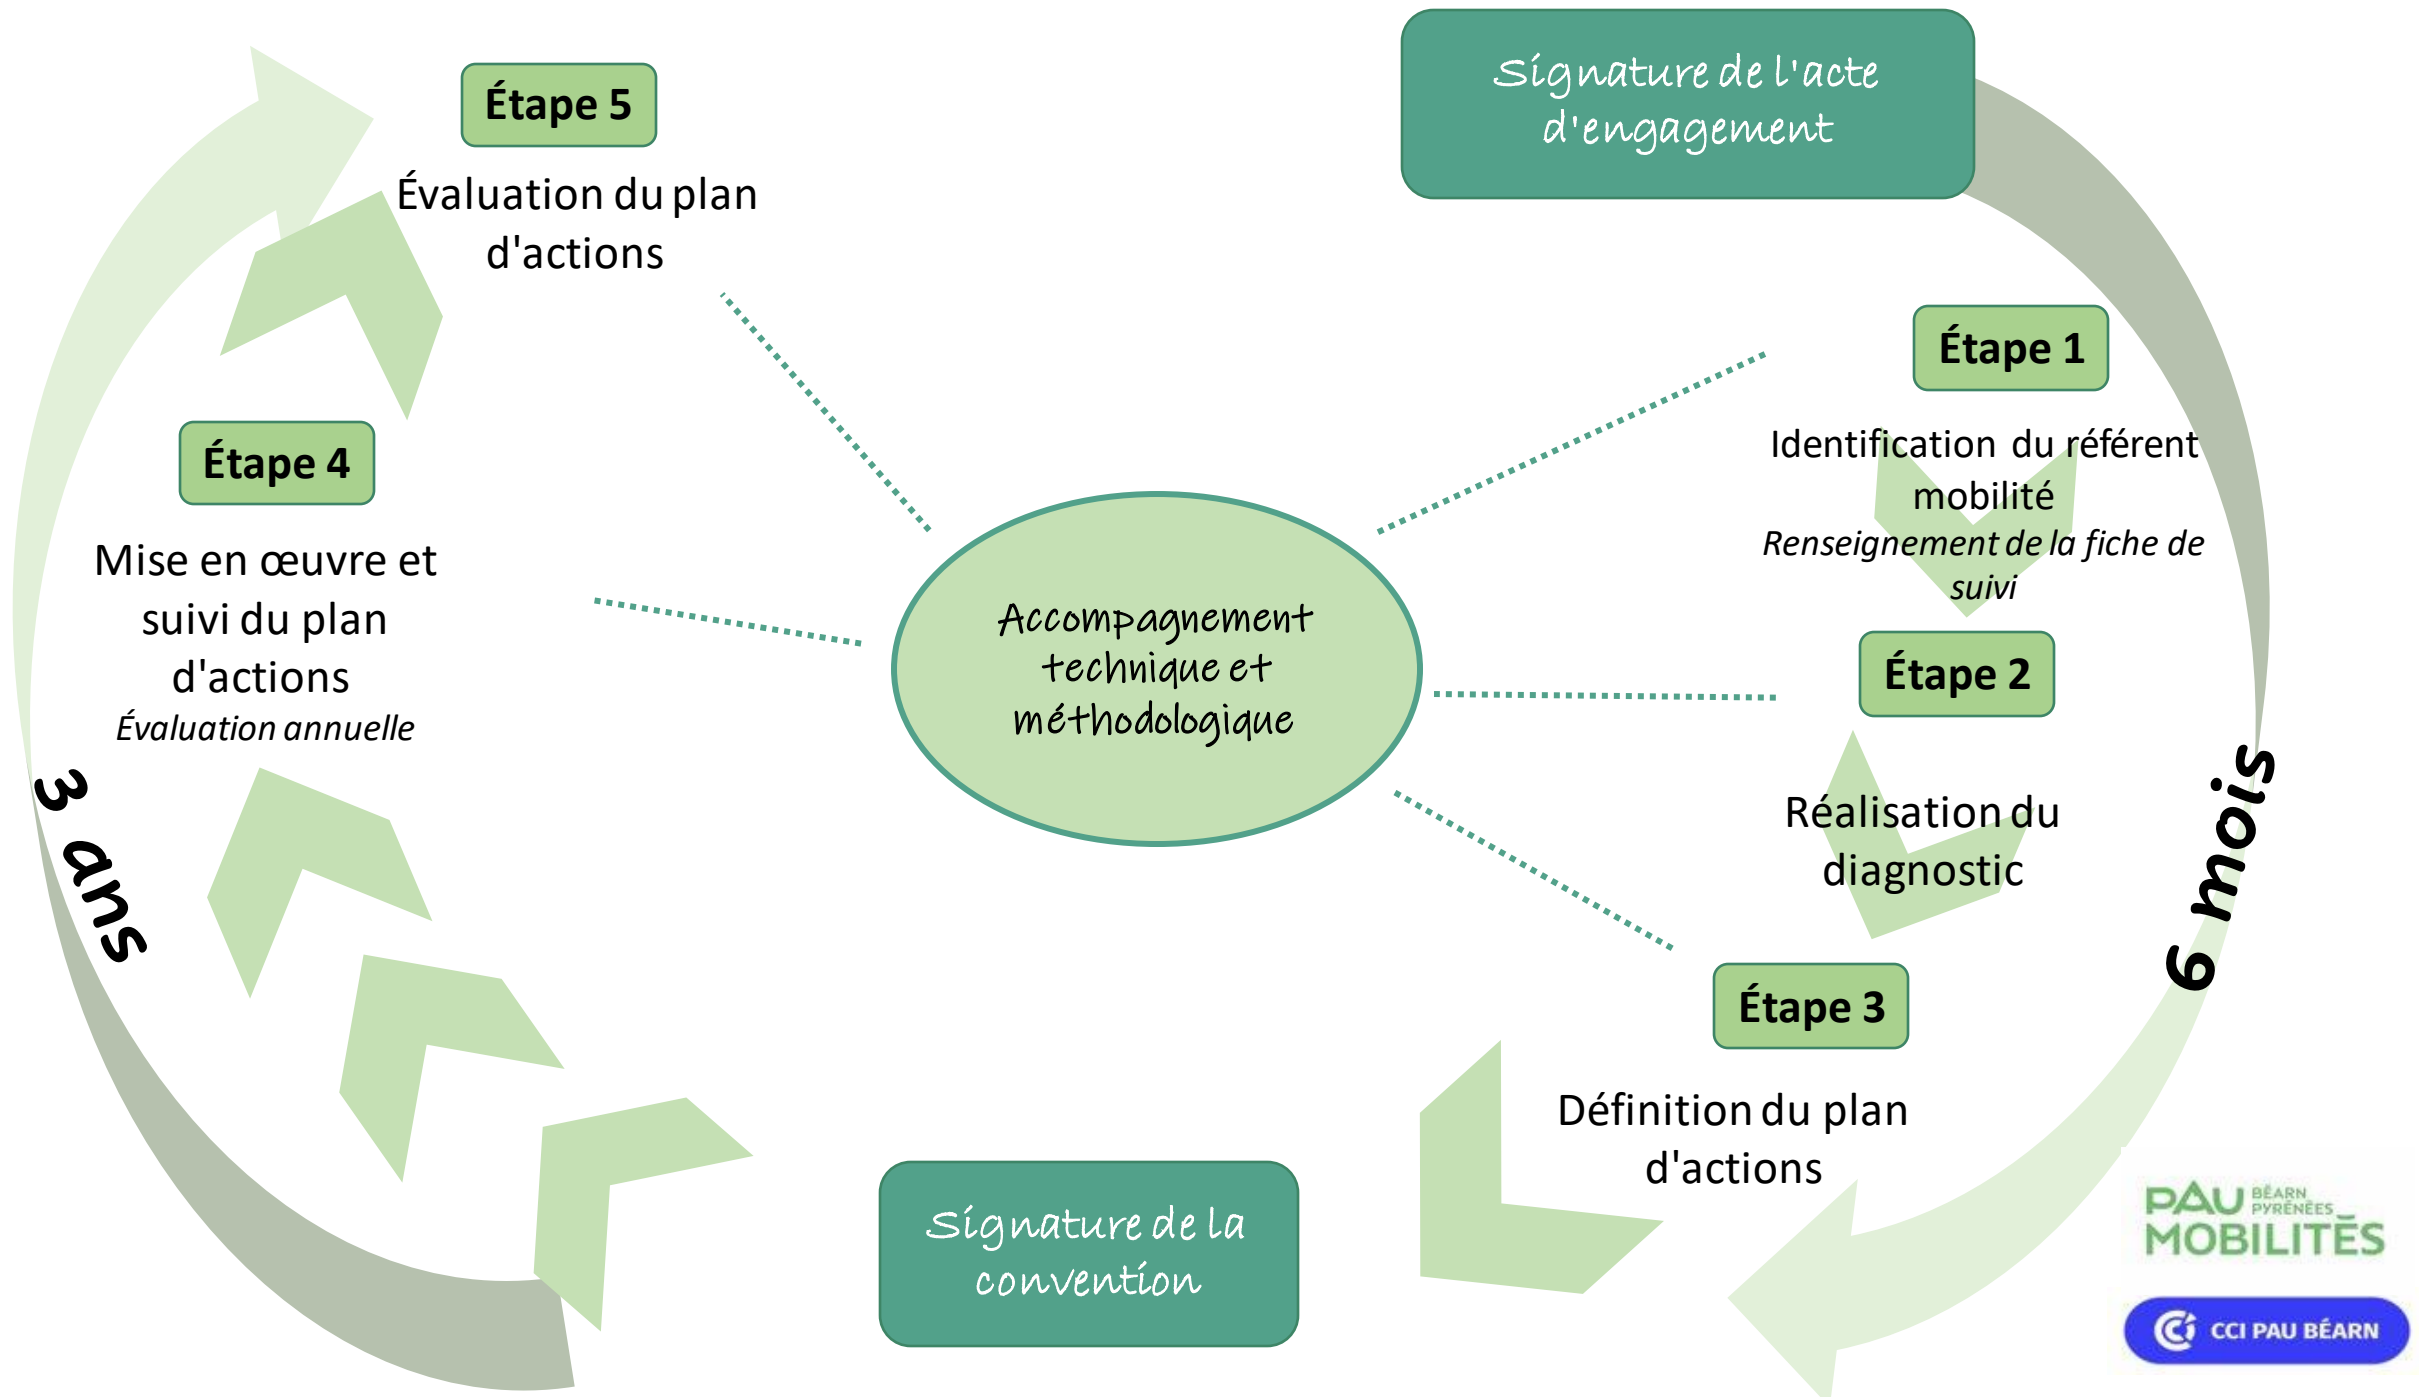 Signature de l'acte
d'engagement
Étape 1
Identification du référent
mobilité
Renseignement de la fiche de
suivi
Étape 2
Réalisation du
diagnostic
Étape 3
Définition du plan
d'actions
6 mois
Signature de la
convention
Étape 4
Mise en œuvre et
suivi du plan
d'actions
Évaluation annuelle
Étape 5
Évaluation du plan
d'actions
3 ans
Accompagnement
technique et
méthodologique
PAU BÉARN
PYRÉNÉES
MOBILITÉS
CCI PAU BÉARN